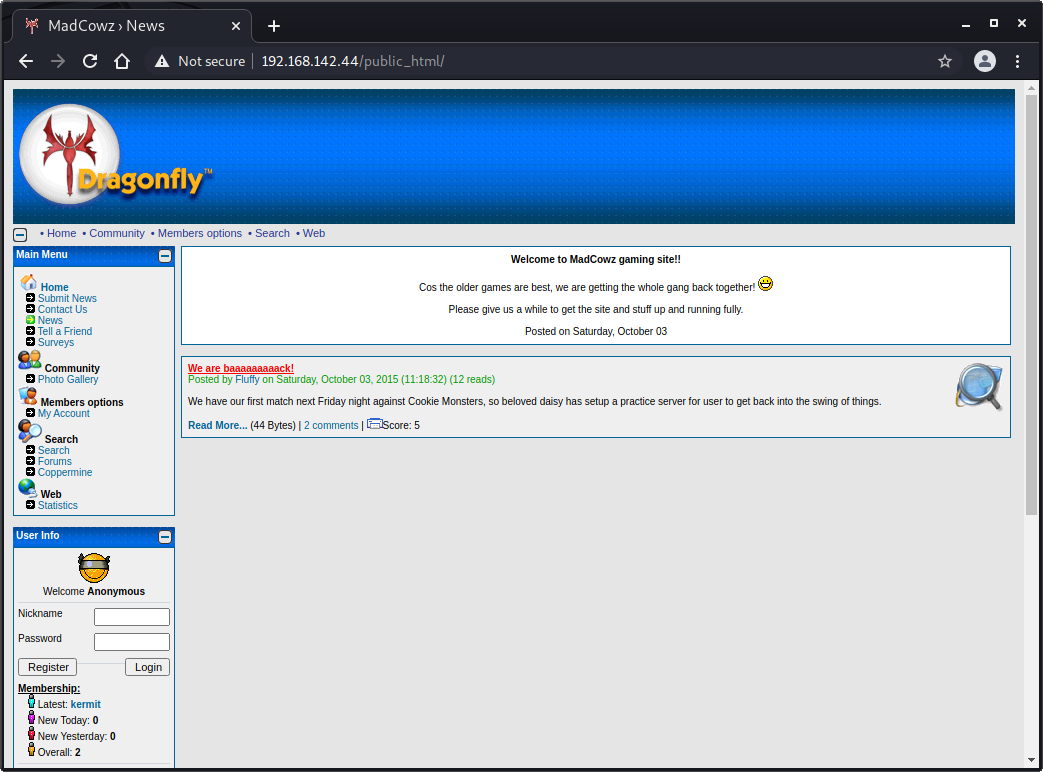 MadCowz › News
Not secure 192.168.142.44/public_html/
Dragonfly™
• Home • Community • Members options • Search • Web
Main Menu
Home
Submit News
Contact Us
News
Tell a Friend
Surveys
Community
Photo Gallery
Members options
My Account
Search
Search
Forums
Coppermine
Web
Statistics
User Info
Welcome Anonymous
Nickname
Password
Register Login
Membership:
Latest: kermit
New Today: 0
New Yesterday: 0
Overall: 2
Welcome to MadCowz gaming site!!
Cos the older games are best, we are getting the whole gang back together!
Please give us a while to get the site and stuff up and running fully.
Posted on Saturday, October 03
We are baaaaaaaaack!
Posted by Fluffy on Saturday, October 03, 2015 (11:18:32) (12 reads)
We have our first match next Friday night against Cookie Monsters, so beloved daisy has setup a practice server for user to get back into the swing of things.
Read More... (44 Bytes) | 2 comments | Score: 5